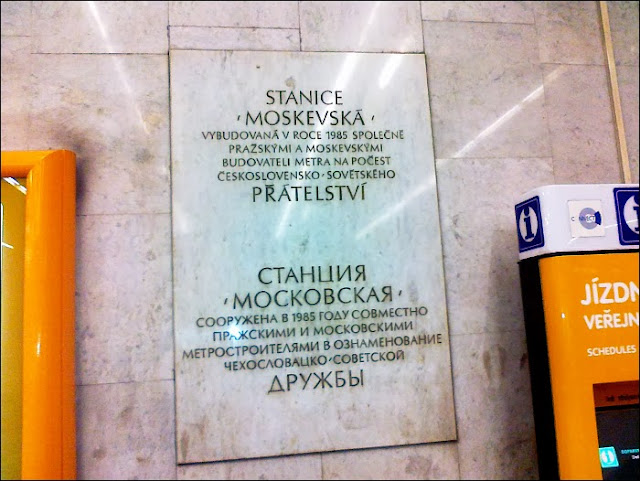 STANICE
‚MOSKEVSKÁ‘
VYBUDOVANÁ V ROCE 1985 SPOLEČNĚ
PRAŽSKÝMI A MOSKEVSKÝMI
BUDOVATELI METRA NA POČEST
ČESKOSLOVENSKO-SOVĚTSKÉHO
PŘÁTELSTVÍ
СТАНЦИЯ
‚МОСКОВСКАЯ‘
СООРУЖЕНА В 1985 ГОДУ СОВМЕСТНО
ПРАЖСКИМИ И МОСКОВСКИМИ
МЕТРОСТРОИТЕЛЯМИ В ОЗНАМЕНОВАНИЕ
ЧЕХОСЛОВАЦКО-СОВЕТСКОЙ
ДРУЖБЫ
i
i
JÍZDN
VEŘEJN
SCHEDULES
i